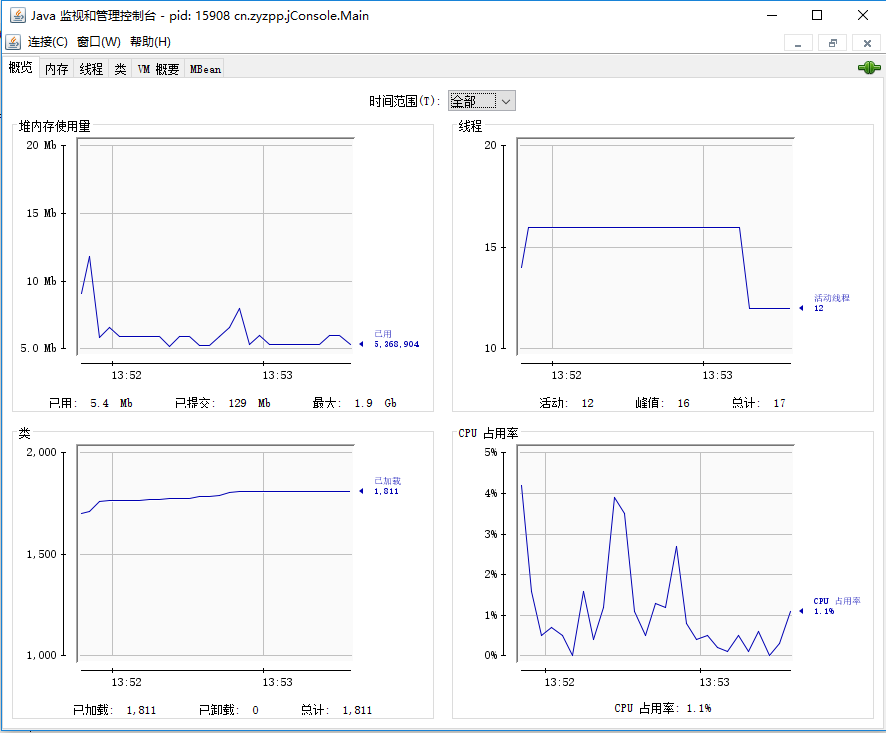 Java 监视和管理控制台 - pid: 15908 cn.zyzpp.jConsole.Main
连接(C) 窗口(W) 帮助(H)
概览 内存 线程 类 VM 概要 MBean
时间范围(T): 全部
堆内存使用量
20 Mb
15 Mb
10 Mb
5.0 Mb
已用
5,368,904
13:52 13:53
已用: 5.4 Mb 已提交: 129 Mb 最大: 1.9 Gb
线程
20
15
10
活动线程
12
13:52 13:53
活动: 12 峰值: 16 总计: 17
类
2,000
1,500
1,000
已加载
1,811
13:52 13:53
已加载: 1,811 已卸载: 0 总计: 1,811
CPU 占用率
5%
4%
3%
2%
1%
0%
CPU 占用率
1.1%
13:52 13:53
CPU 占用率: 1.1%